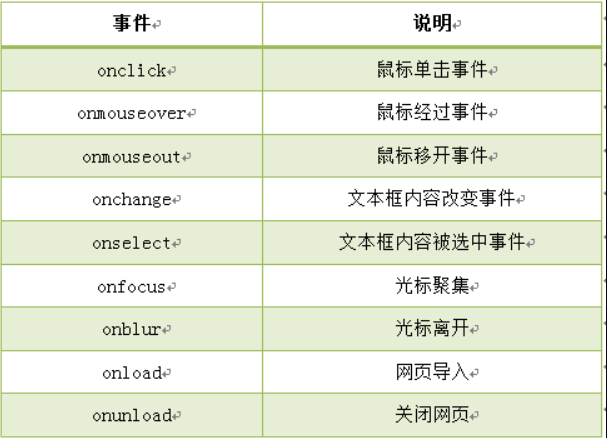 事件 说明
onclick 鼠标单击事件
onmouseover 鼠标经过事件
onmouseout 鼠标移开事件
onchange 文本框内容改变事件
onselect 文本框内容被选中事件
onfocus 光标聚集
onblur 光标离开
onload 网页导入
onunload 关闭网页